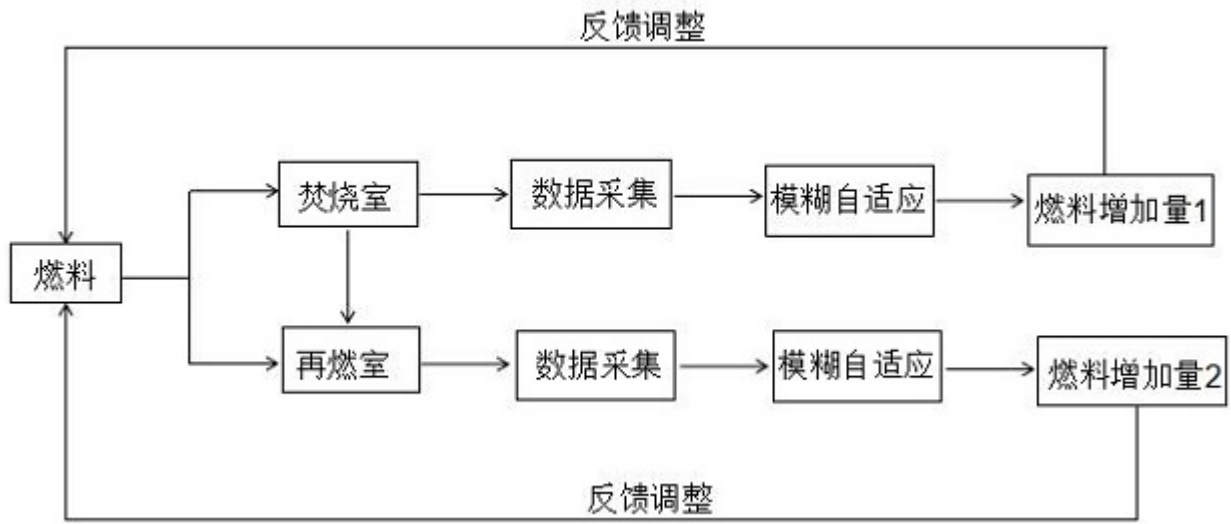 反馈调整
焚烧室
数据采集
模糊自适应
燃料增加量1
燃料
再燃室
数据采集
模糊自适应
燃料增加量2
反馈调整